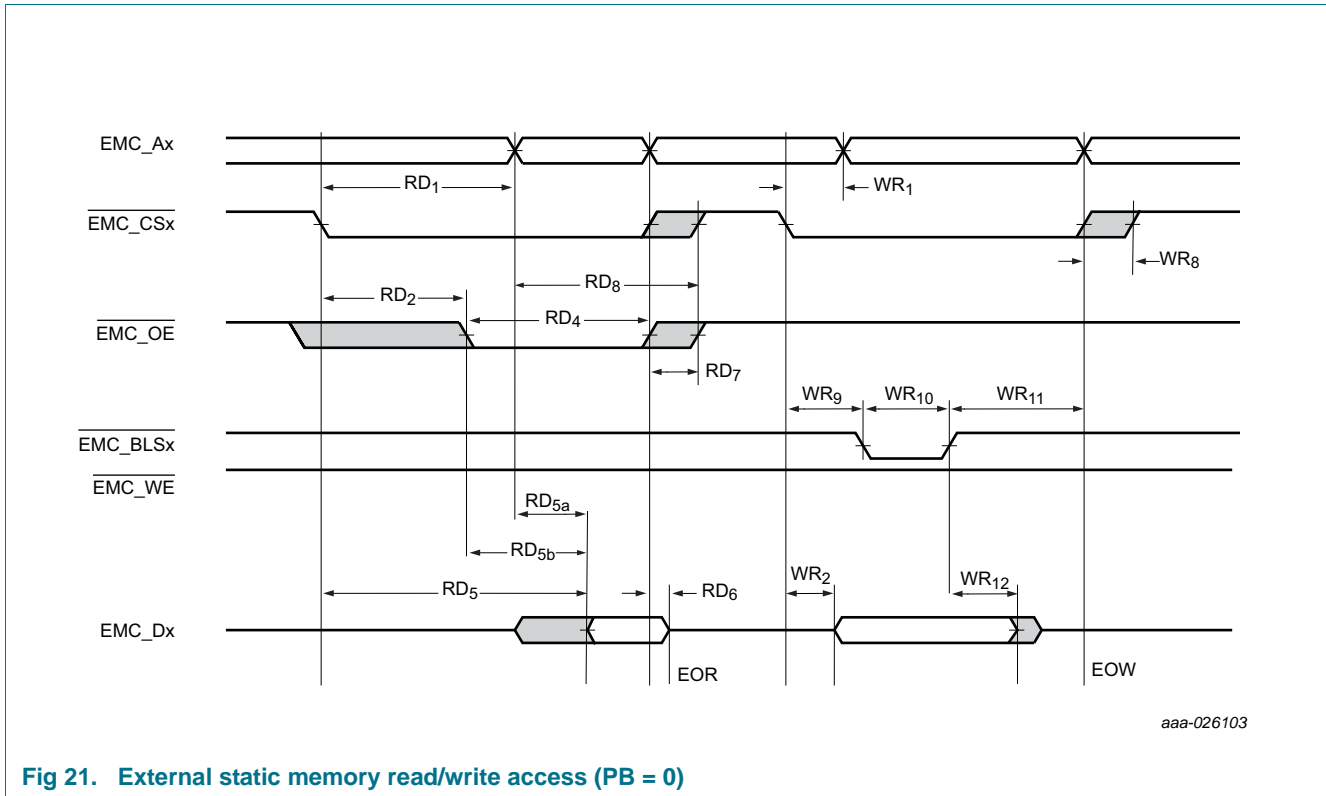 EMC_Ax
RD1
WR1
EMC_CSx
WR8
RD8
RD2
RD4
EMC_OE
RD7
WR9 WR10 WR11
EMC_BLSx
EMC_WE
RD5a
RD5b
WR2
RD5
RD6
WR12
EMC_Dx
EOR
EOW
aaa-026103
Fig 21. External static memory read/write access (PB = 0)